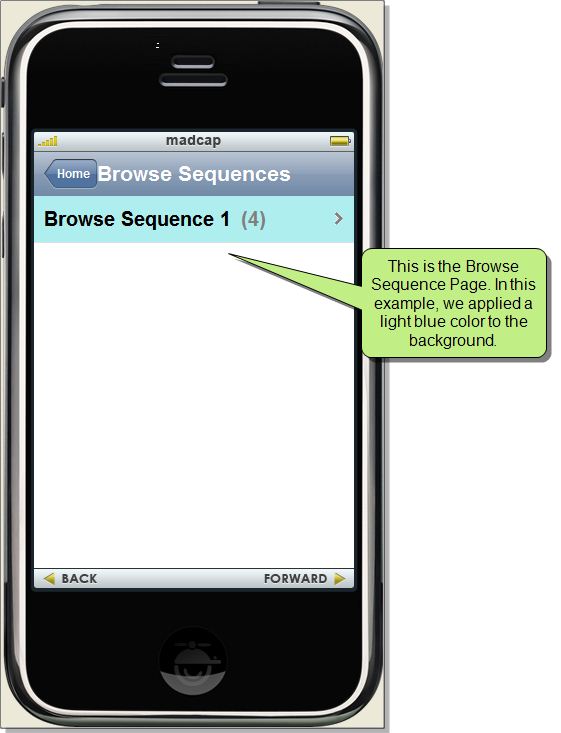 madcap
Home Browse Sequences
Browse Sequence 1 (4)
This is the Browse
Sequence Page. In this
example, we applied a
light blue color to the
background.
BACK FORWARD